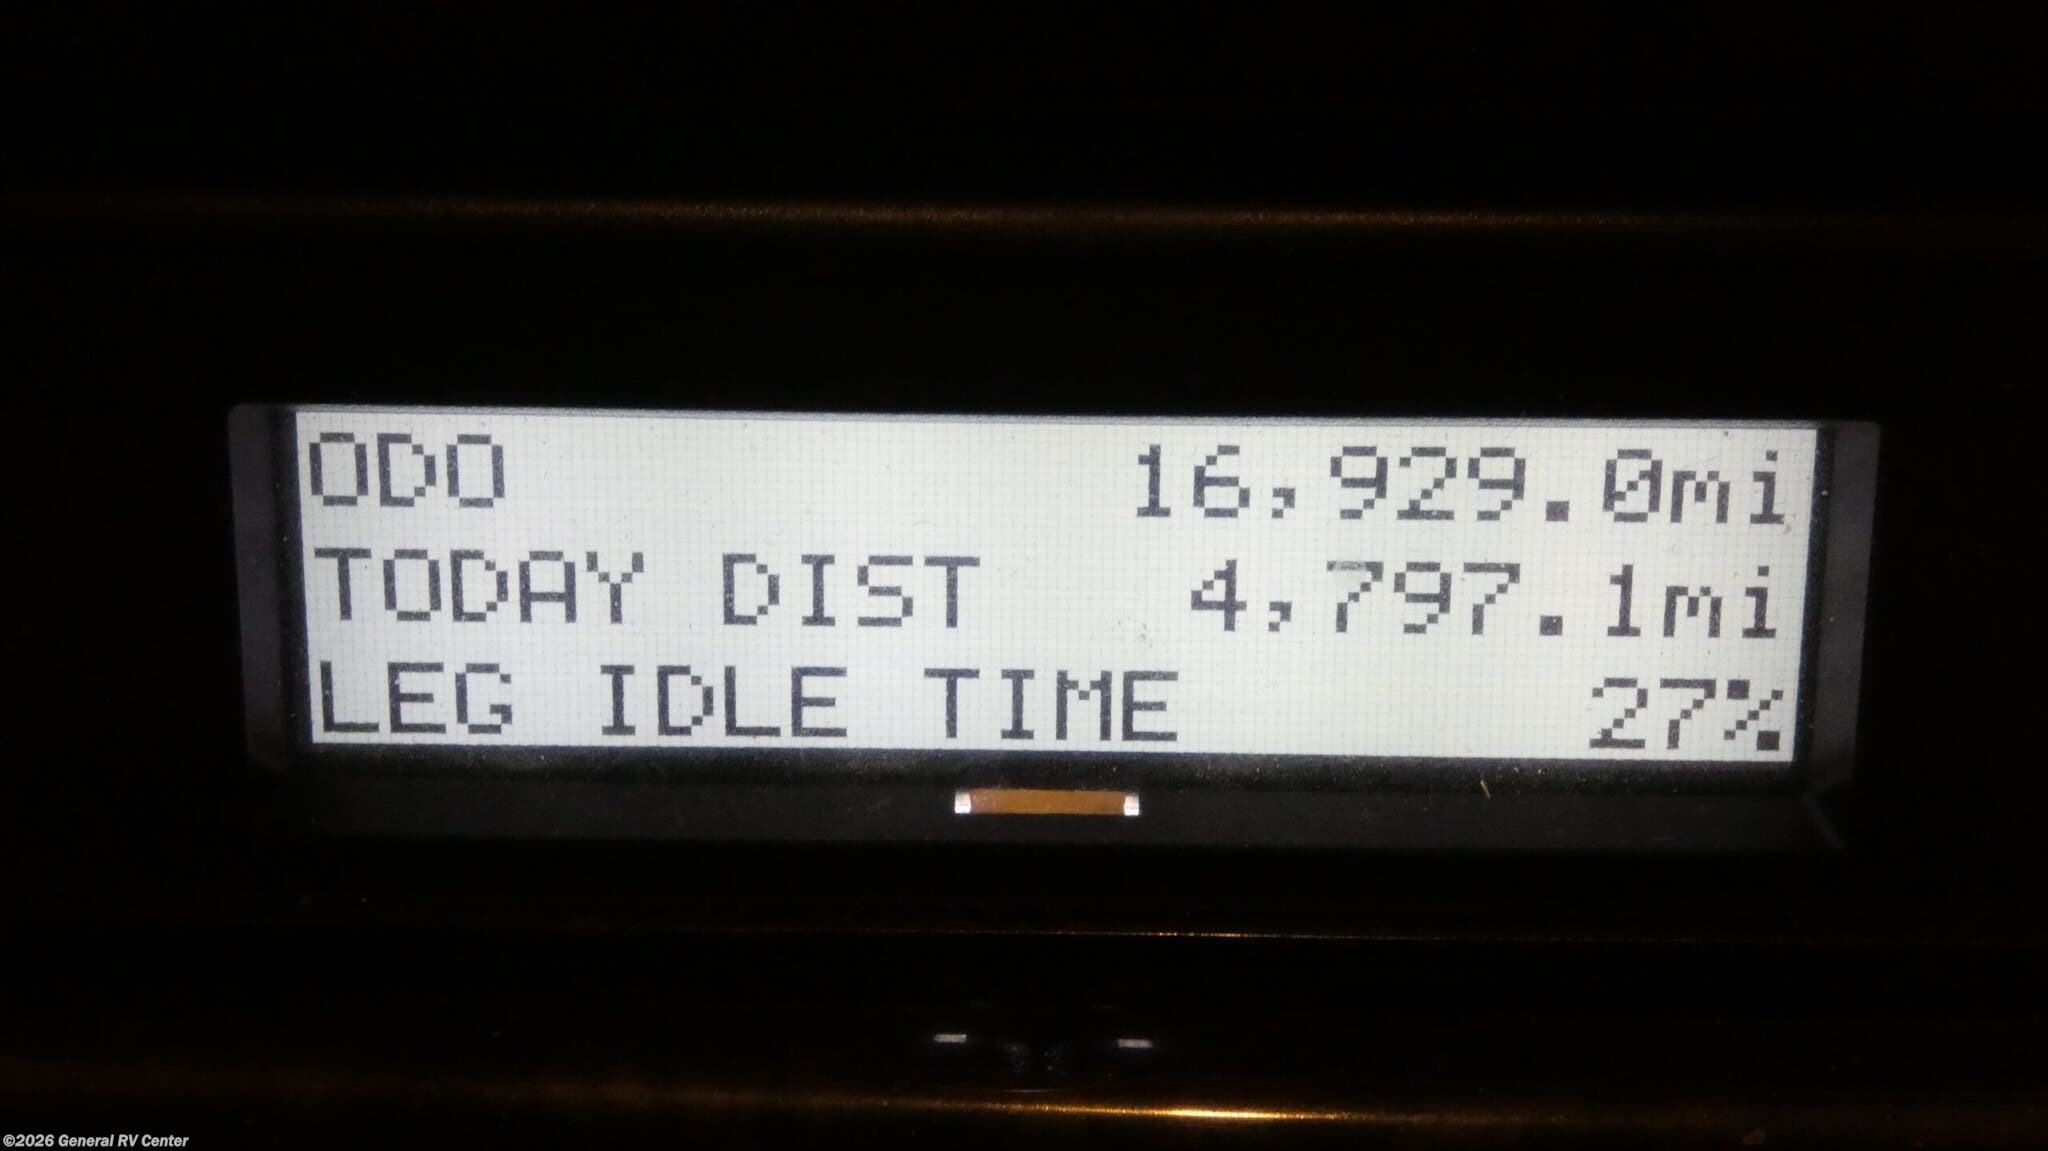 ODO 16,929.0mi
TODAY DIST 4,797.1mi
LEG IDLE TIME 27%
©2026 General RV Center